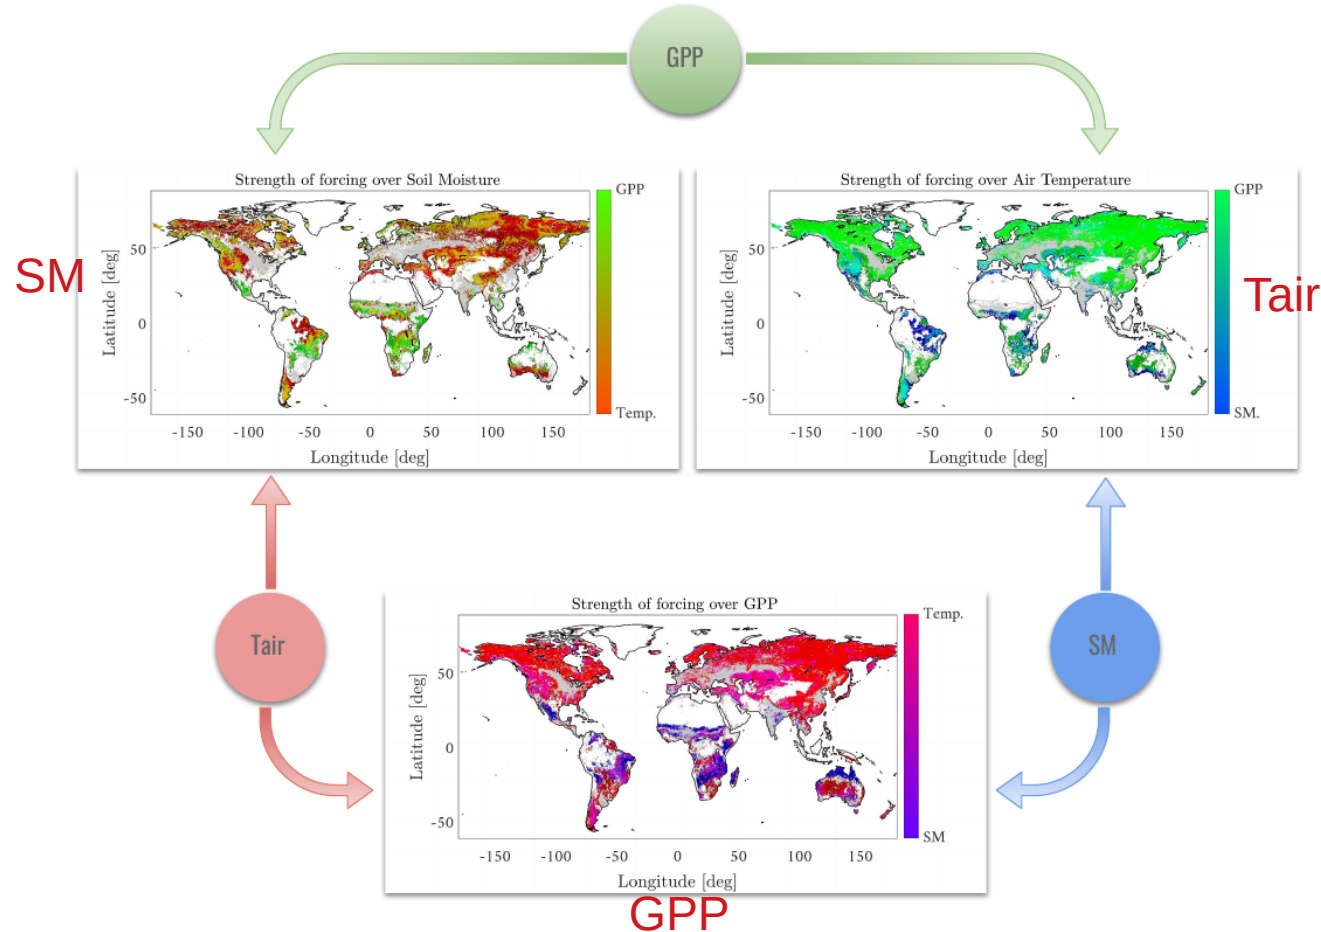 GPP
Strength of forcing over Soil Moisture
GPP
50
0
-50
Temp.
-150 -100 -50 0 50 100 150
Latitude [deg]
Longitude [deg]
SM
Strength of forcing over Air Temperature
GPP
50
0
-50
SM.
-150 -100 -50 0 50 100 150
Latitude [deg]
Longitude [deg]
Tair
Tair
Strength of forcing over GPP
Temp.
50
0
-50
SM
-150 -100 -50 0 50 100 150
Latitude [deg]
Longitude [deg]
SM
GPP